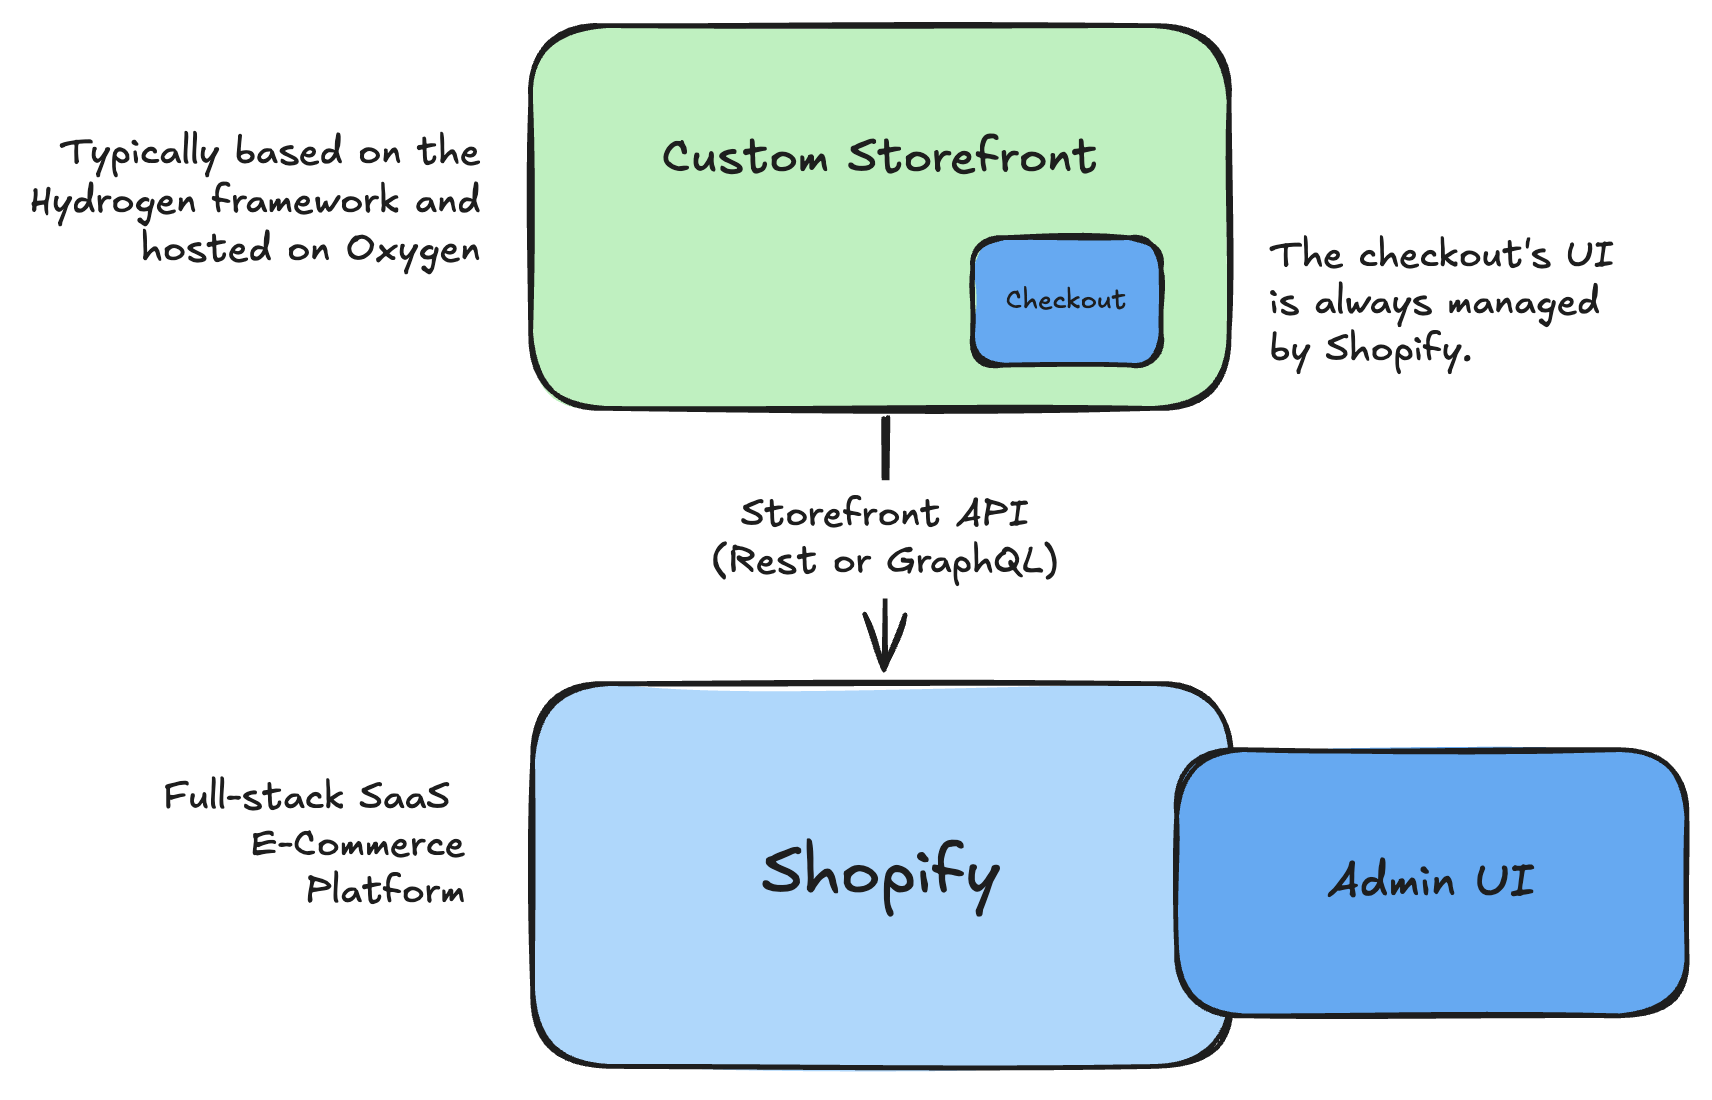 Typically based on the
Hydrogen framework and
hosted on Oxygen
Custom Storefront
Checkout
The checkout's UI
is always managed
by Shopify.
Storefront API
(Rest or GraphQL)
Full-stack SaaS
E-Commerce
Platform
Shopify
Admin UI